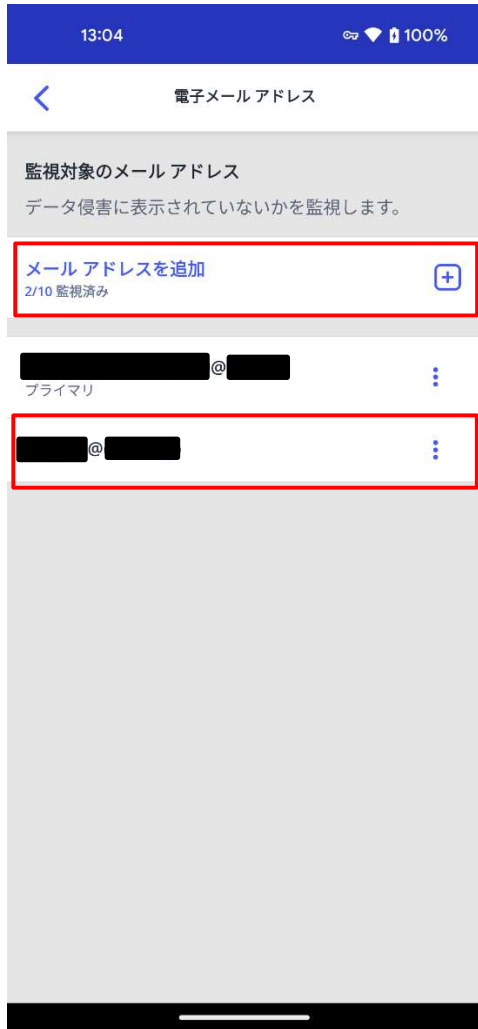 13:04 100%
電子メール アドレス
監視対象のメール アドレス
データ侵害に表示されていないかを監視します。
メール アドレスを追加
2/10 監視済み
@
プライマリ
@